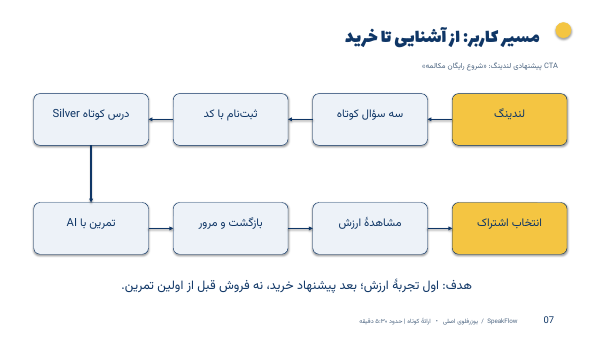 مسیر کاربر: از آشنایی تا خرید
CTA پیشنهادی لندینگ: «شروع رایگان مکالمه»
لندینگ
سه سؤال کوتاه
ثبت‌نام با کد
درس کوتاه Silver
تمرین با AI
بازگشت و مرور
مشاهدهٔ ارزش
انتخاب اشتراک
هدف: اول تجربهٔ ارزش؛ بعد پیشنهاد خرید، نه فروش قبل از اولین تمرین.
07
SpeakFlow / یوزرفلوی اصلی • ارائهٔ کوتاه | حدود ۵:۳۰ دقیقه